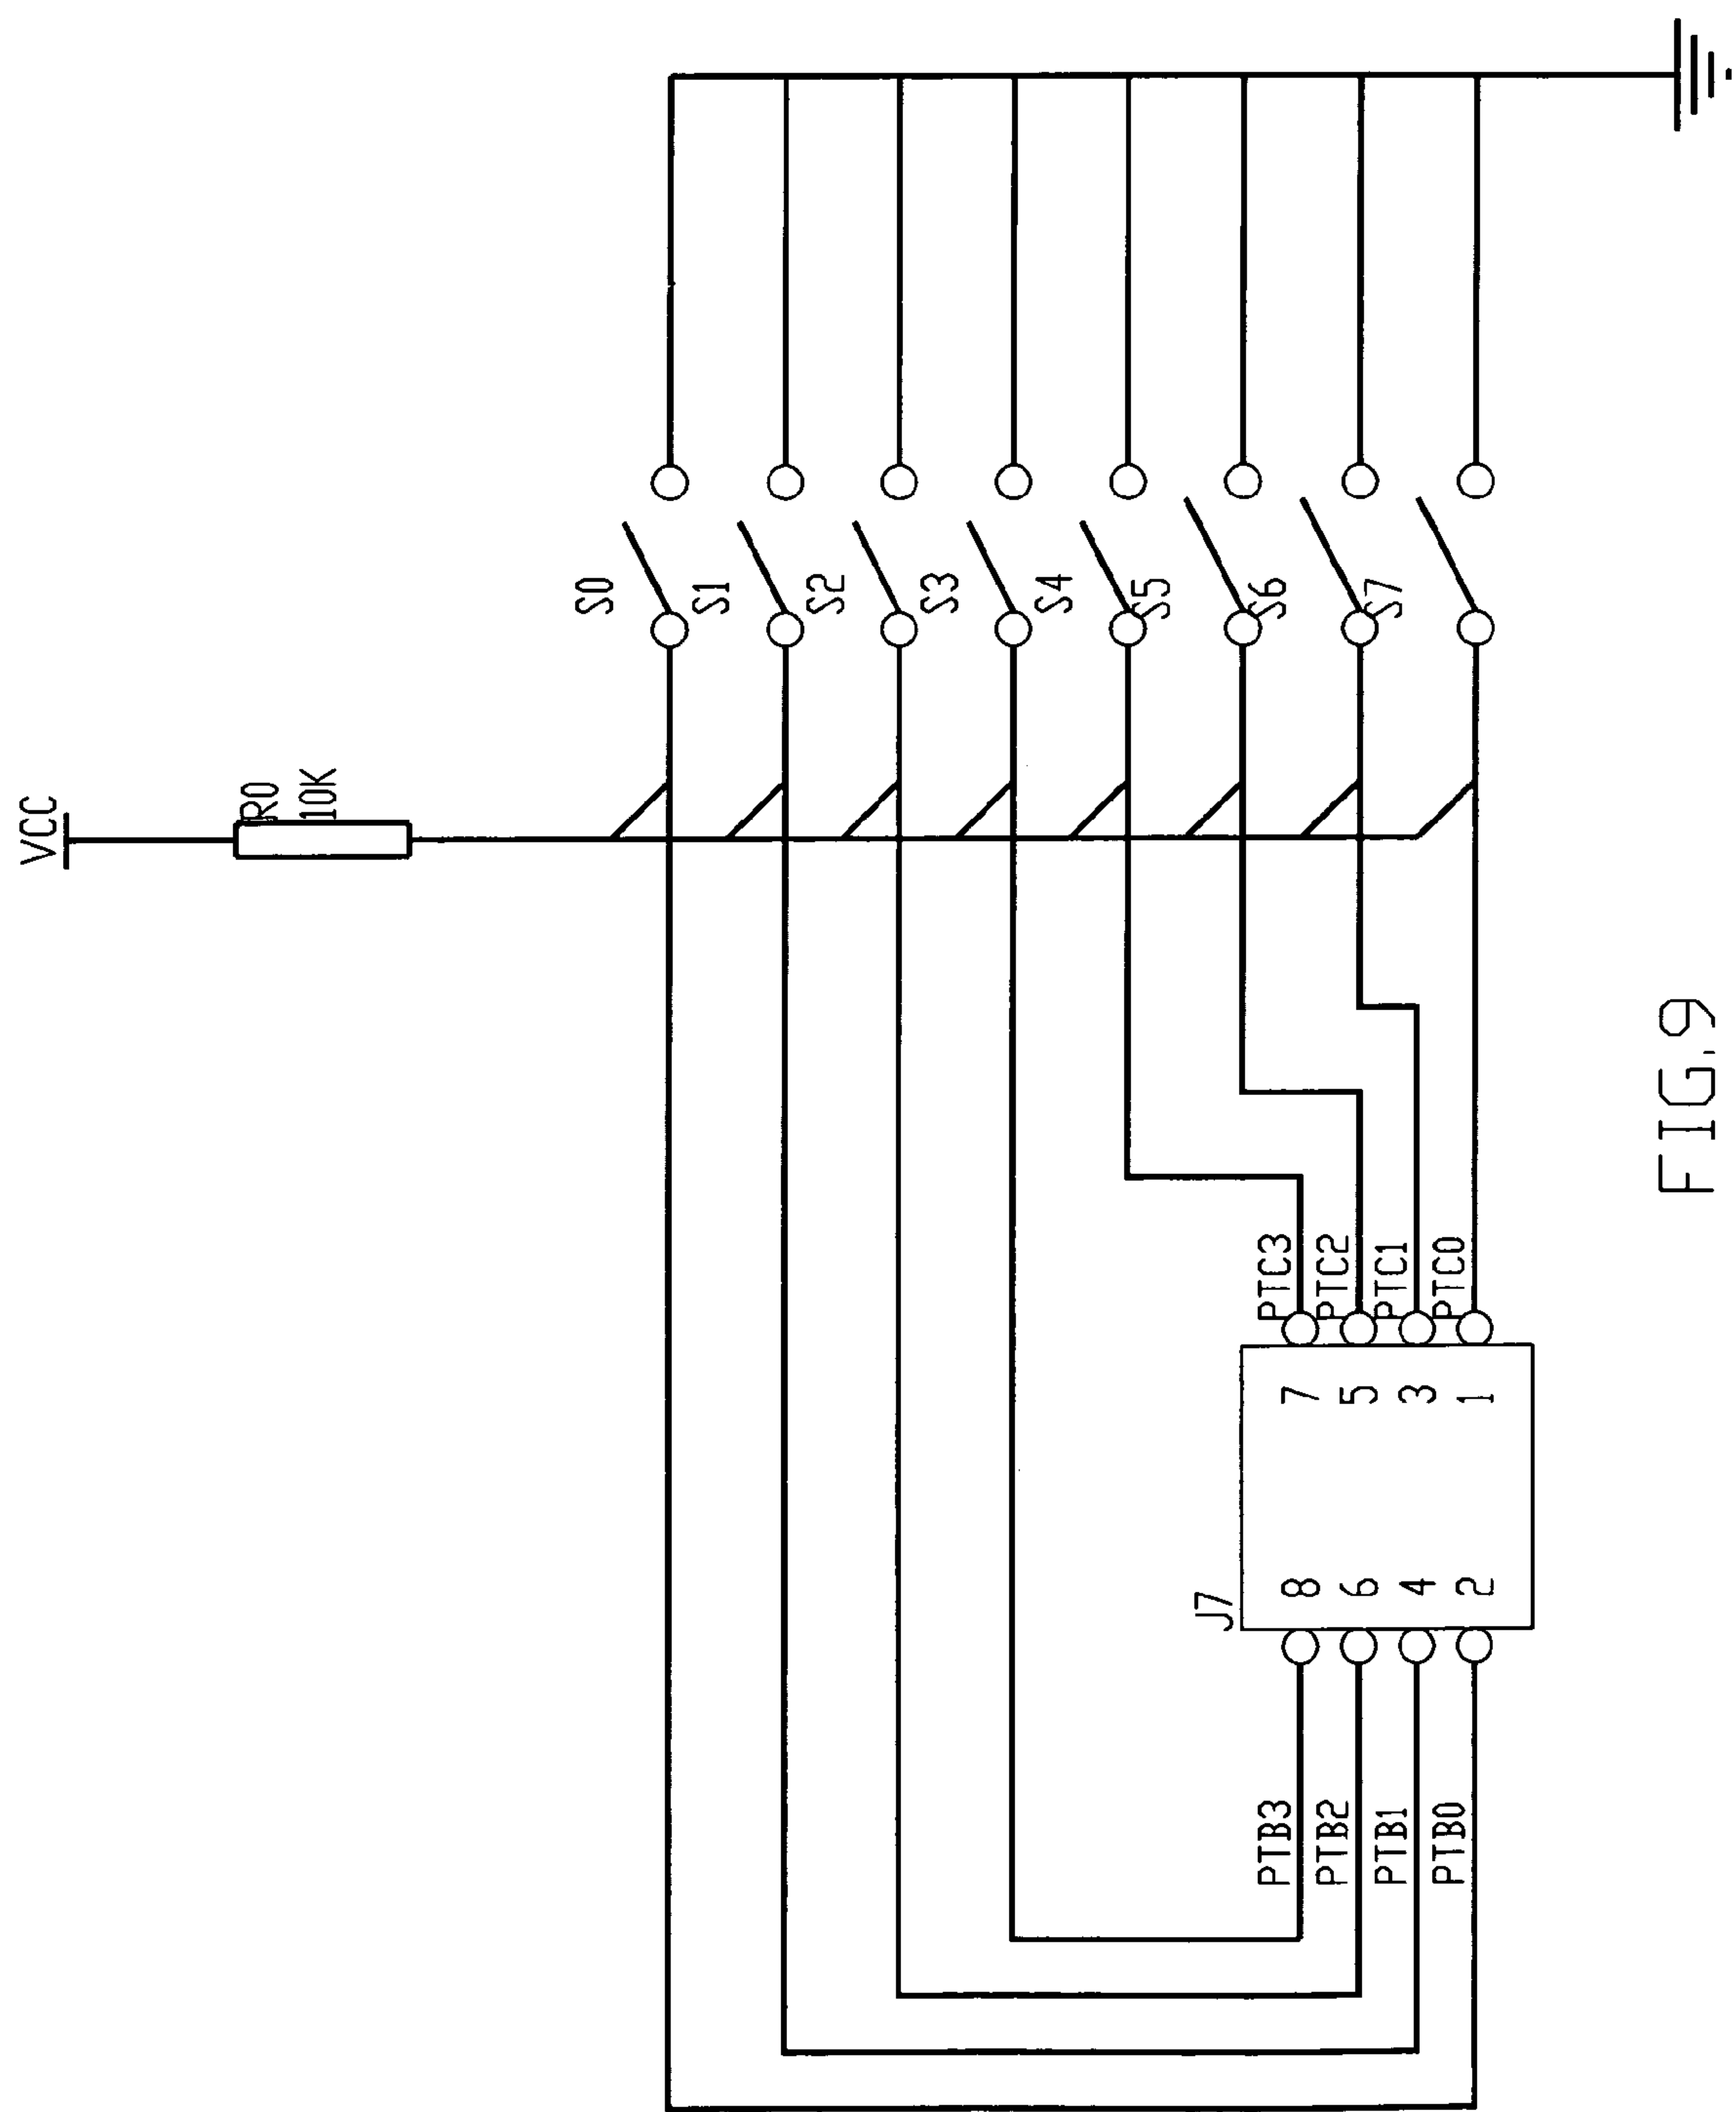 VCC
R0
10K
S0
S1
S2
S3
S4
S5
S6
S7
J7
8
6
4
2
7
5
3
1
PTC3
PTC2
PTC1
PTC0
PTB3
PTB2
PTB1
PTB0
FIG.9